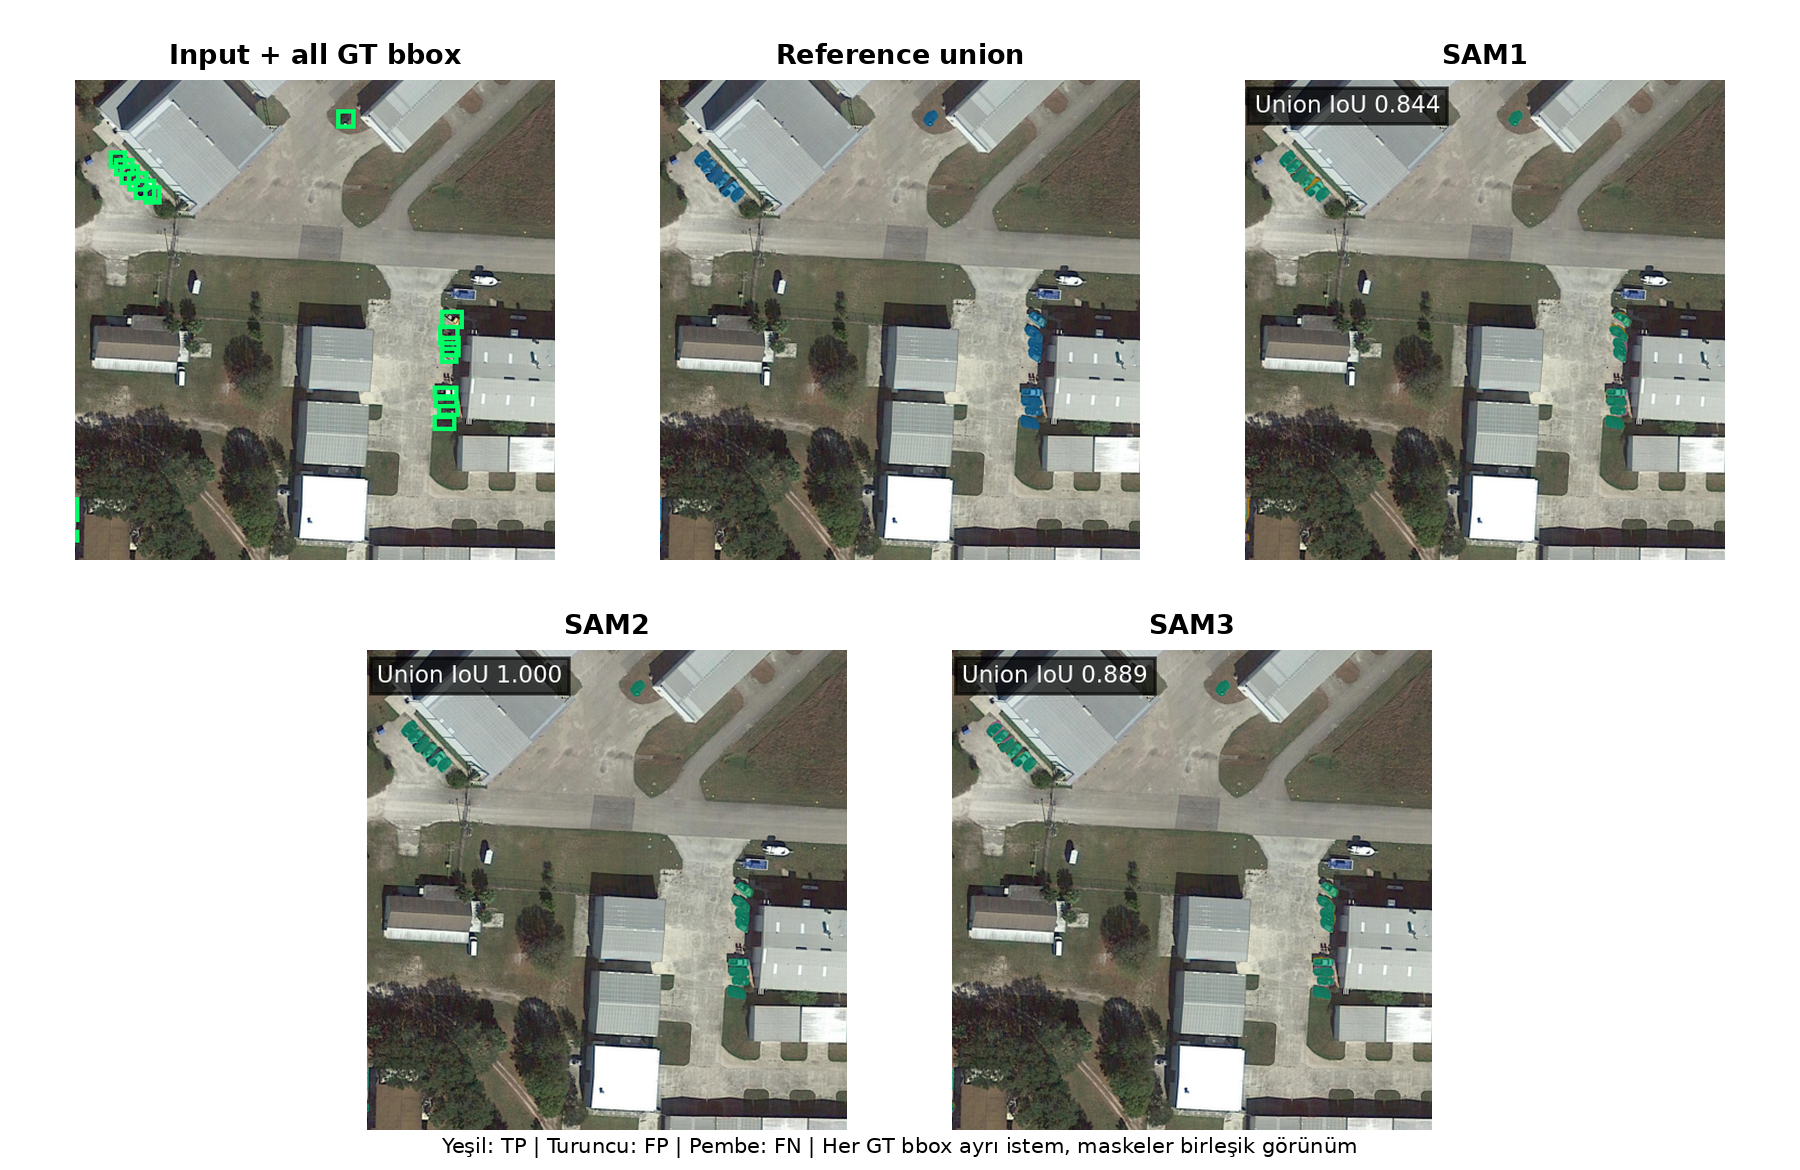 Input + all GT bbox
Reference union
SAM1
Union IoU 0.844
SAM2
SAM3
Union IoU 1.000
Union IoU 0.889
Yeşil: TP | Turuncu: FP | Pembe: FN | Her GT bbox ayrı istem, maskeler birleşik görünüm